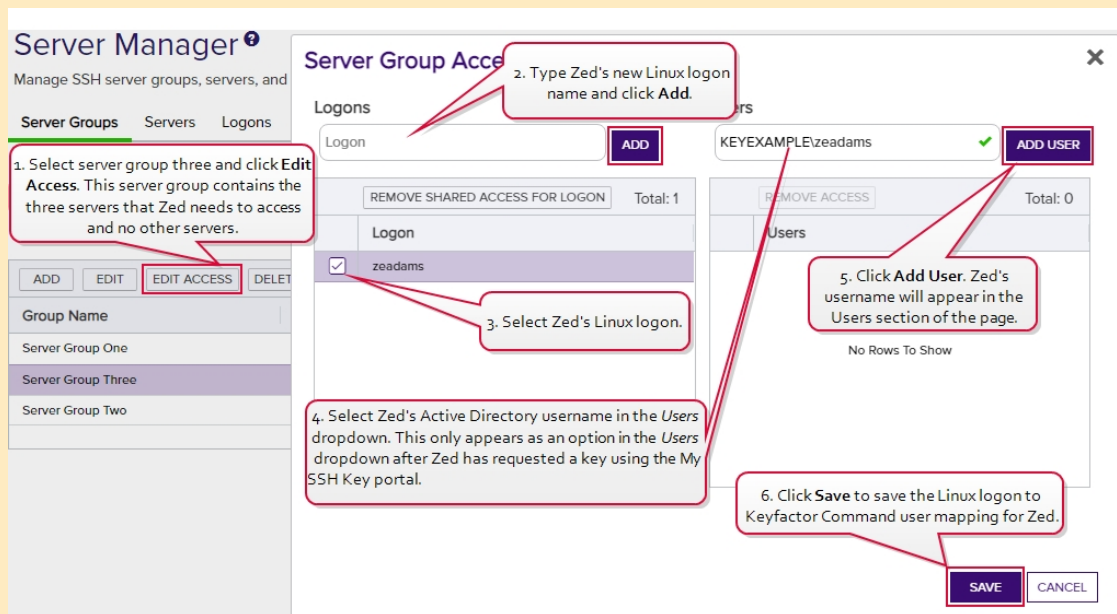 Server Manager ?
Manage SSH server groups, servers, and
Server Groups Servers Logons
1. Select server group three and click Edit
Access. This server group contains the
three servers that Zed needs to access
and no other servers.
ADD EDIT EDIT ACCESS DELET
Group Name
Server Group One
Server Group Three
Server Group Two
Server Group Acce
2. Type Zed's new Linux logon
name and click Add.
Logons
Logon ADD
REMOVE SHARED ACCESS FOR LOGON Total: 1
Logon
zeadams
3. Select Zed's Linux logon.
4. Select Zed's Active Directory username in the Users
dropdown. This only appears as an option in the Users
dropdown after Zed has requested a key using the My
SSH Key portal.
ers
KEYEXAMPLE\zeadams ADD USER
REMOVE ACCESS Total: 0
Users
5. Click Add User. Zed's
username will appear in the
Users section of the page.
No Rows To Show
6. Click Save to save the Linux logon to
Keyfactor Command user mapping for Zed.
SAVE CANCEL